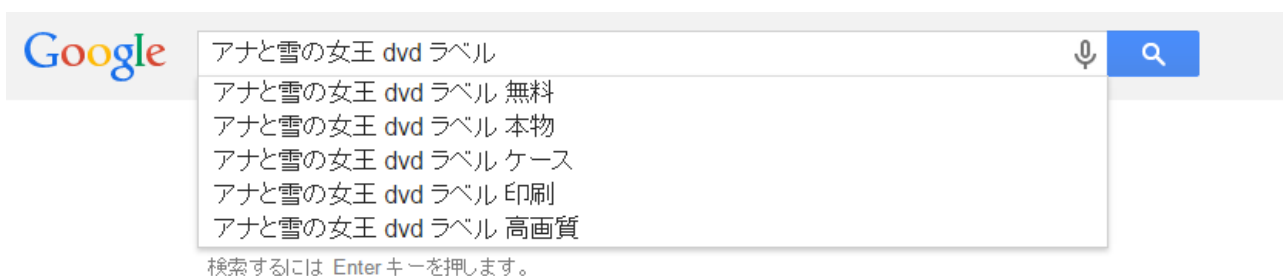 Google
アナと雪の女王 dvd ラベル
アナと雪の女王 dvd ラベル 無料
アナと雪の女王 dvd ラベル 本物
アナと雪の女王 dvd ラベル ケース
アナと雪の女王 dvd ラベル 印刷
アナと雪の女王 dvd ラベル 高画質
検索するには Enter キーを押します。